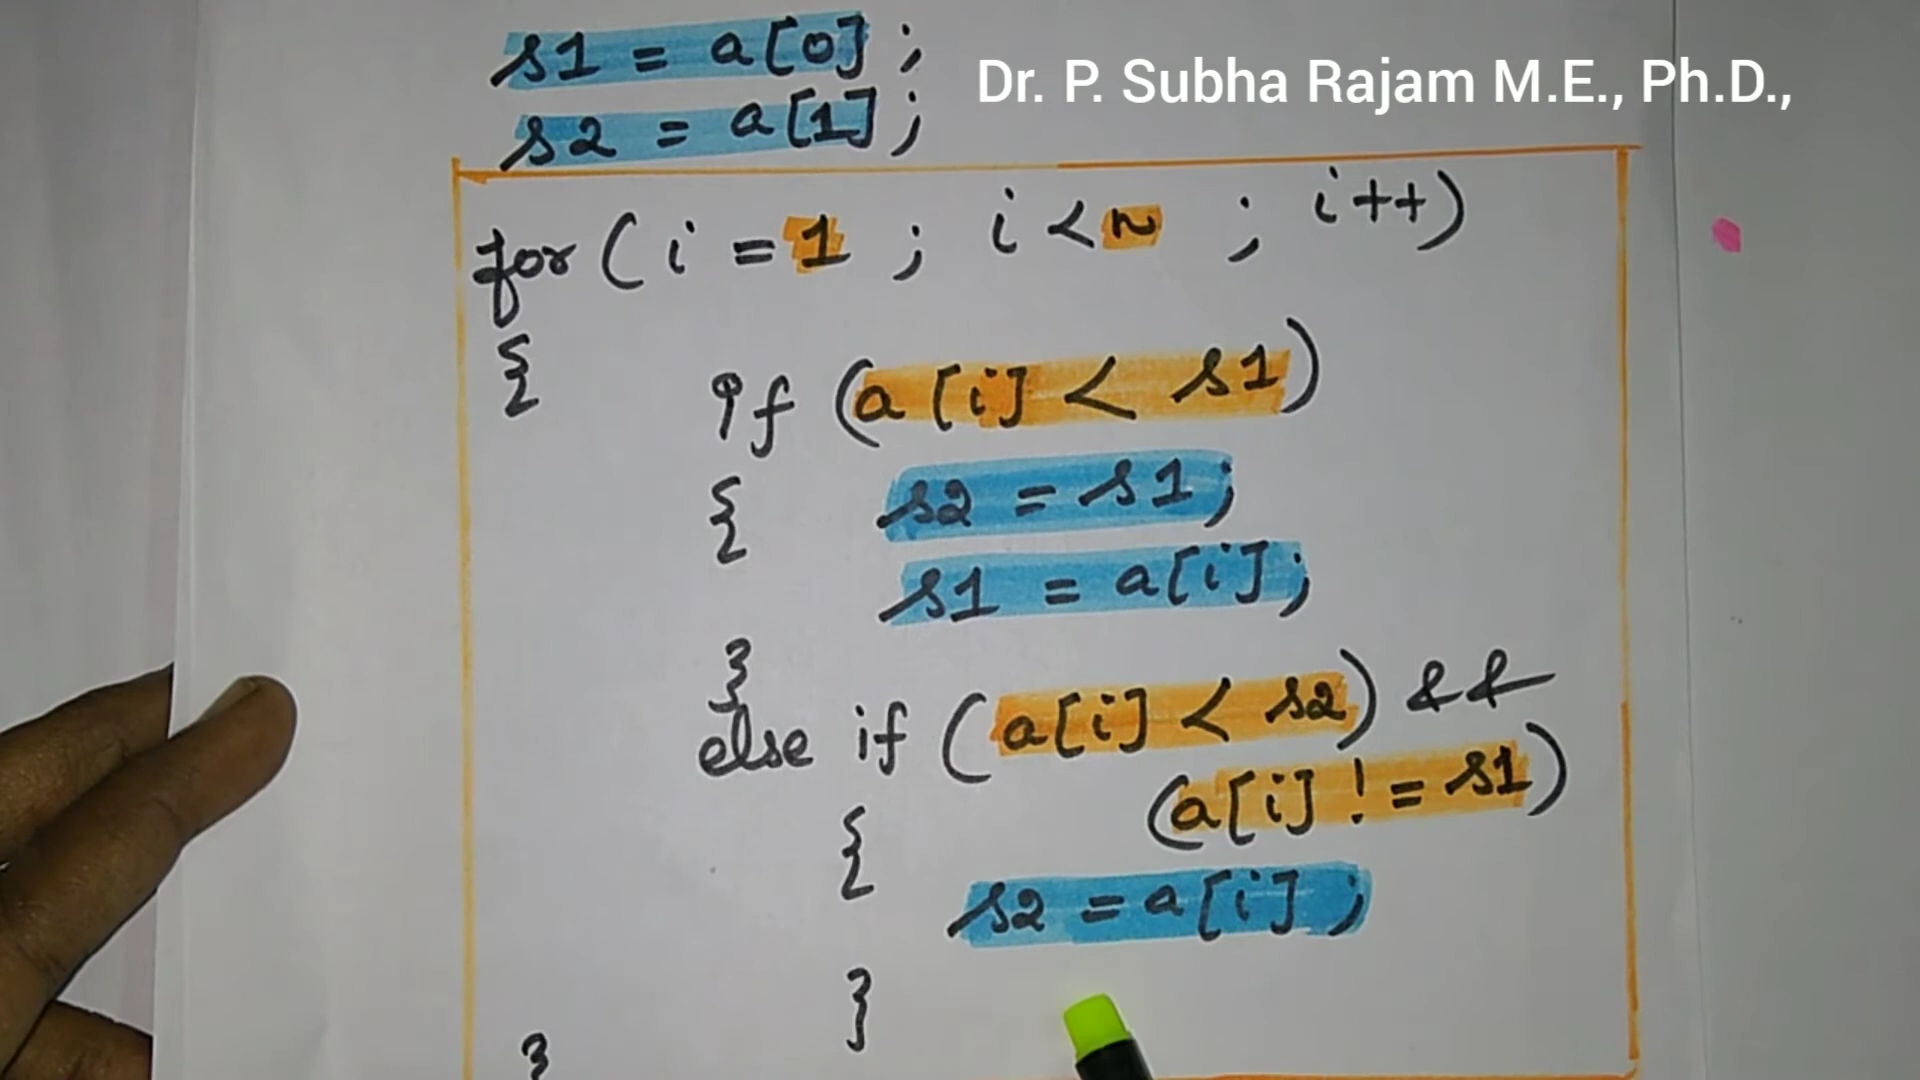 s1 = a[0];
Dr. P. Subha Rajam M.E., Ph.D.,
s2 = a[1];
for ( i = 1 ; i < n ; i++)
{
if (a[i] < s1)
{ s2 = s1;
s1 = a[i];
}
else if (a[i] < s2) &&
(a[i] != s1)
{
s2 = a[i];
}
}